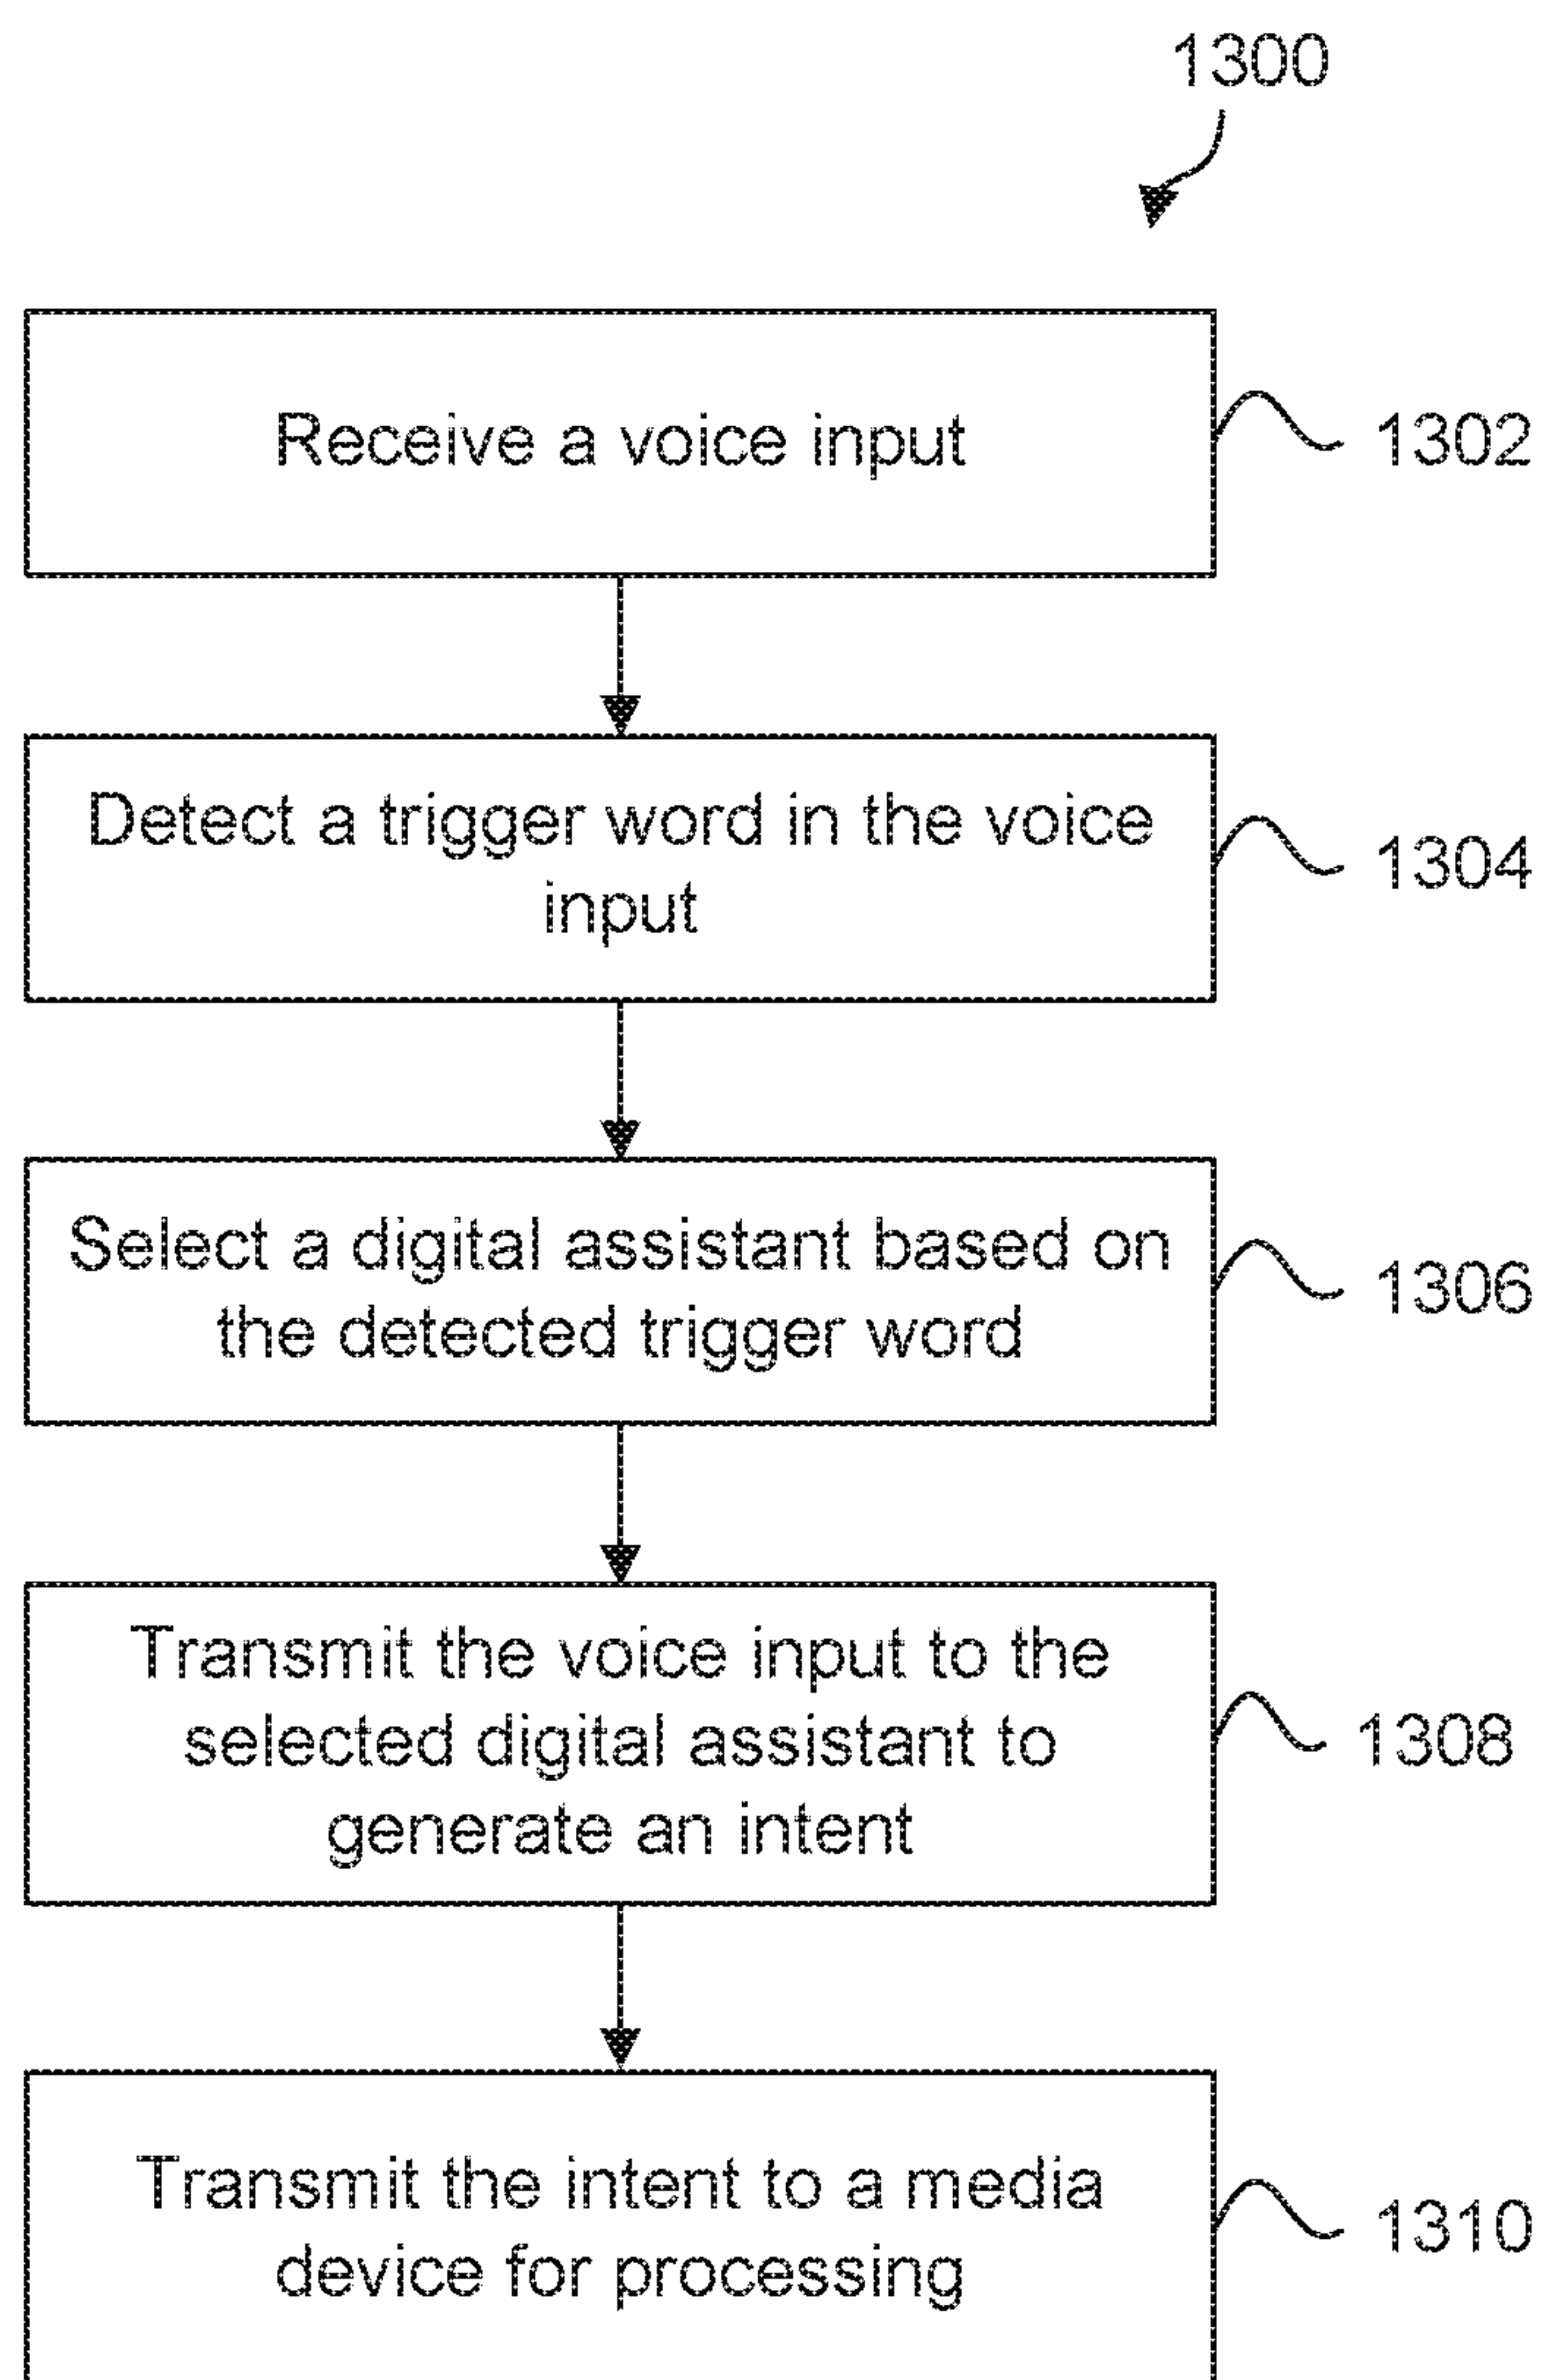 1300
Receive a voice input
1302
Detect a trigger word in the voice
input
1304
Select a digital assistant based on
the detected trigger word
1306
Transmit the voice input to the
selected digital assistant to
generate an intent
1308
Transmit the intent to a media
device for processing
1310